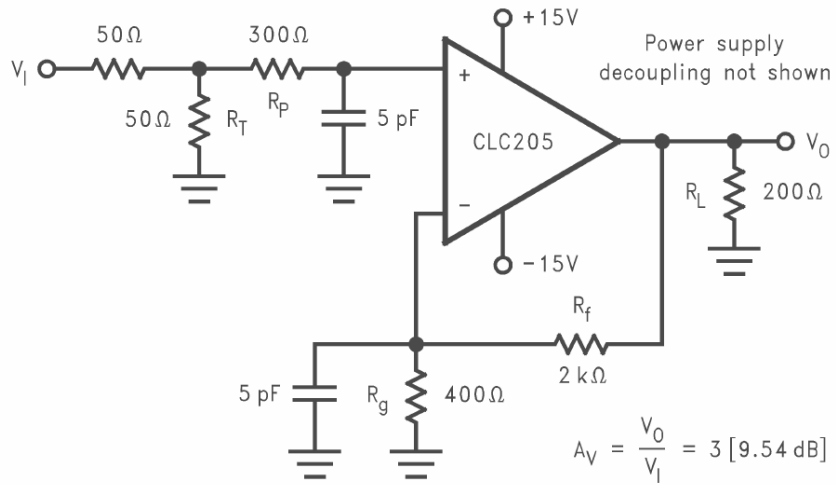 +15V
50Ω
300Ω
Power supply
decoupling not shown
V_I
R_P
+
50Ω
R_T
5 pF
CLC205
V_O
R_L
200Ω
−
−15V
R_f
2 kΩ
5 pF
R_g
400Ω
A_V = V_O / V_I = 3 [9.54 dB]